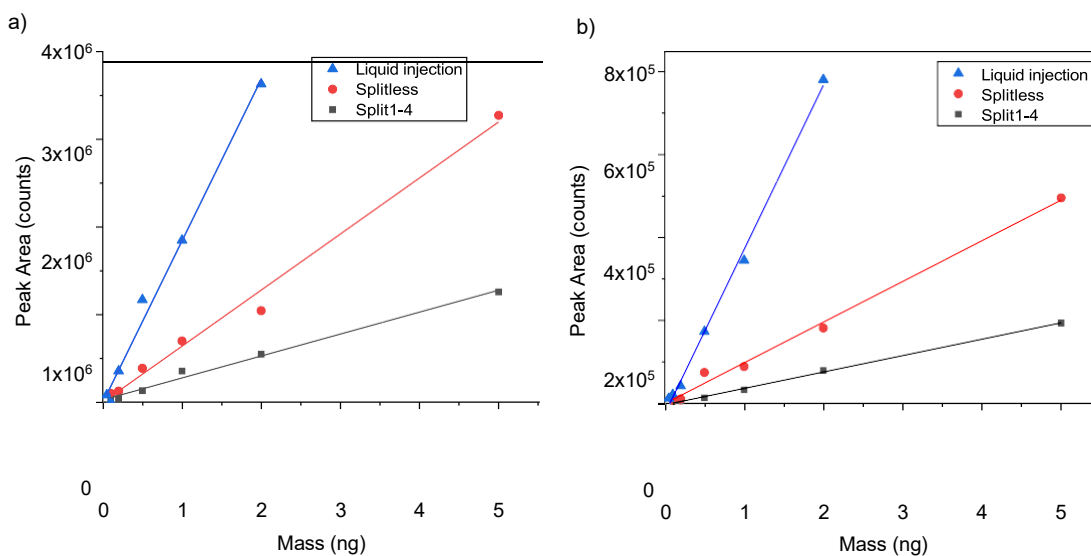 a)
4x10⁶
3x10⁶
2x10⁶
1x10⁶
0
Peak Area (counts)
Liquid injection
Splitless
Split1-4
0 1 2 3 4 5
Mass (ng)
b)
8x10⁵
6x10⁵
4x10⁵
2x10⁵
0
Peak Area (counts)
Liquid injection
Splitless
Split1-4
0 1 2 3 4 5
Mass (ng)